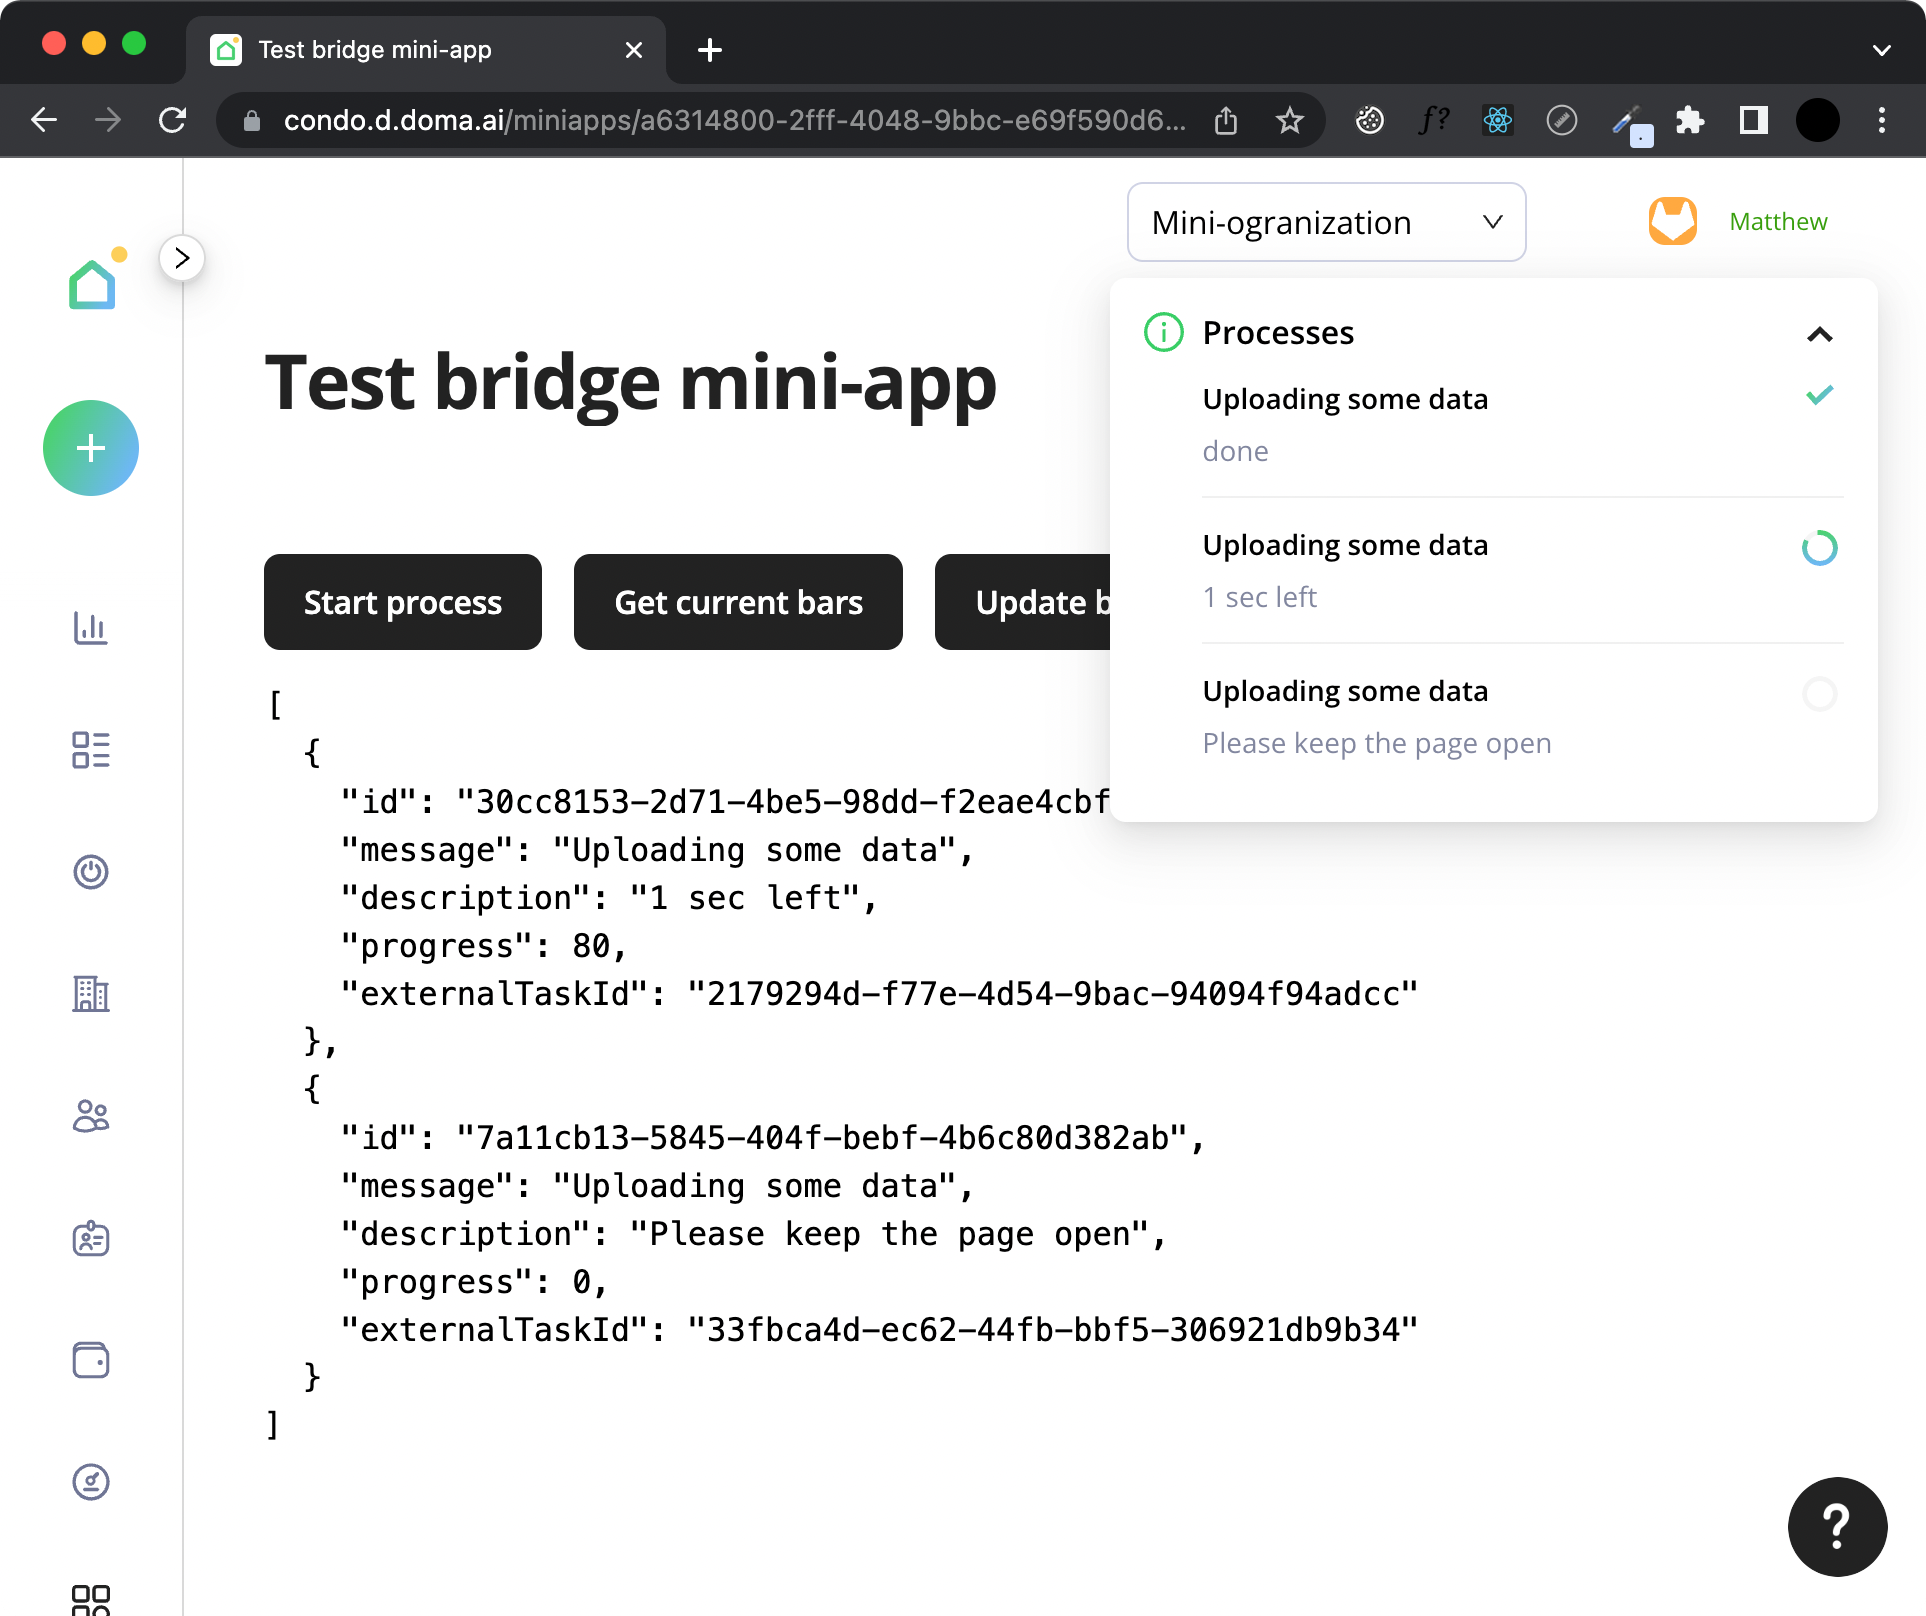 Test bridge mini-app
condo.d.doma.ai/miniapps/a6314800-2fff-4048-9bbc-e69f590d6...
f?
Mini-ogranization
Matthew
Processes
Uploading some data
done
Uploading some data
1 sec left
Uploading some data
Please keep the page open
Test bridge mini-app
Start process
Get current bars
Update b
[
{
"id": "30cc8153-2d71-4be5-98dd-f2eae4cbf
"message": "Uploading some data",
"description": "1 sec left",
"progress": 80,
"externalTaskId": "2179294d-f77e-4d54-9bac-94094f94adcc"
},
{
"id": "7a11cb13-5845-404f-bebf-4b6c80d382ab",
"message": "Uploading some data",
"description": "Please keep the page open",
"progress": 0,
"externalTaskId": "33fbca4d-ec62-44fb-bbf5-306921db9b34"
}
]
?